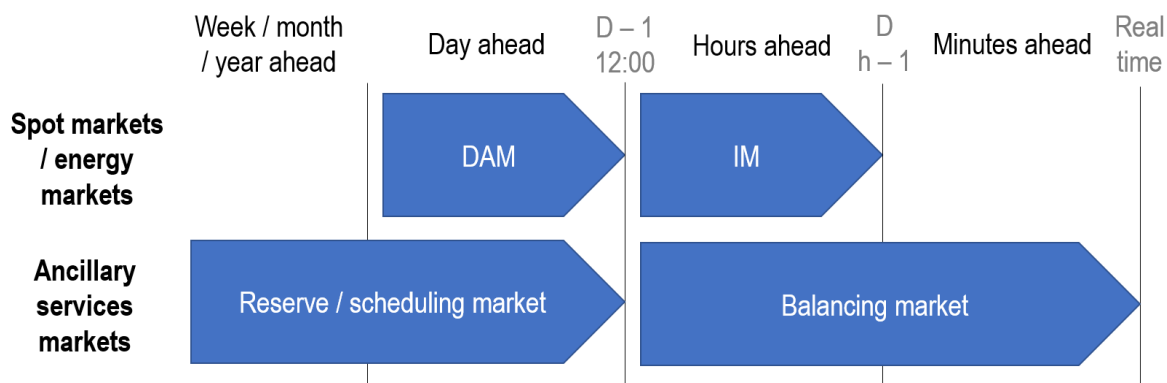 Week / month
/ year ahead
Day ahead
D – 1
12:00
Hours ahead
D
h – 1
Minutes ahead
Real
time
Spot markets
/ energy
markets
DAM
IM
Ancillary
services
markets
Reserve / scheduling market
Balancing market